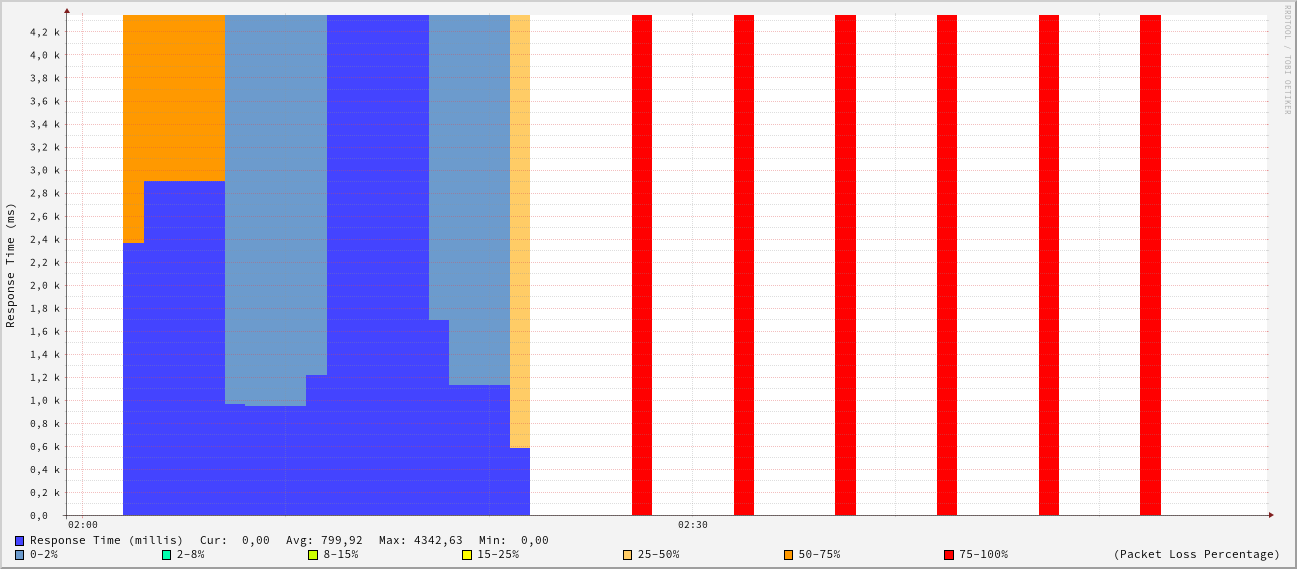 RRDTOOL / TOBI OETIKER
Response Time (ms)
4,2 k
4,0 k
3,8 k
3,6 k
3,4 k
3,2 k
3,0 k
2,8 k
2,6 k
2,4 k
2,2 k
2,0 k
1,8 k
1,6 k
1,4 k
1,2 k
1,0 k
0,8 k
0,6 k
0,4 k
0,2 k
0,0
02:00 02:30
Response Time (millis) Cur: 0,00 Avg: 799,92 Max: 4342,63 Min: 0,00
0-2% 2-8% 8-15% 15-25% 25-50% 50-75% 75-100% (Packet Loss Percentage)